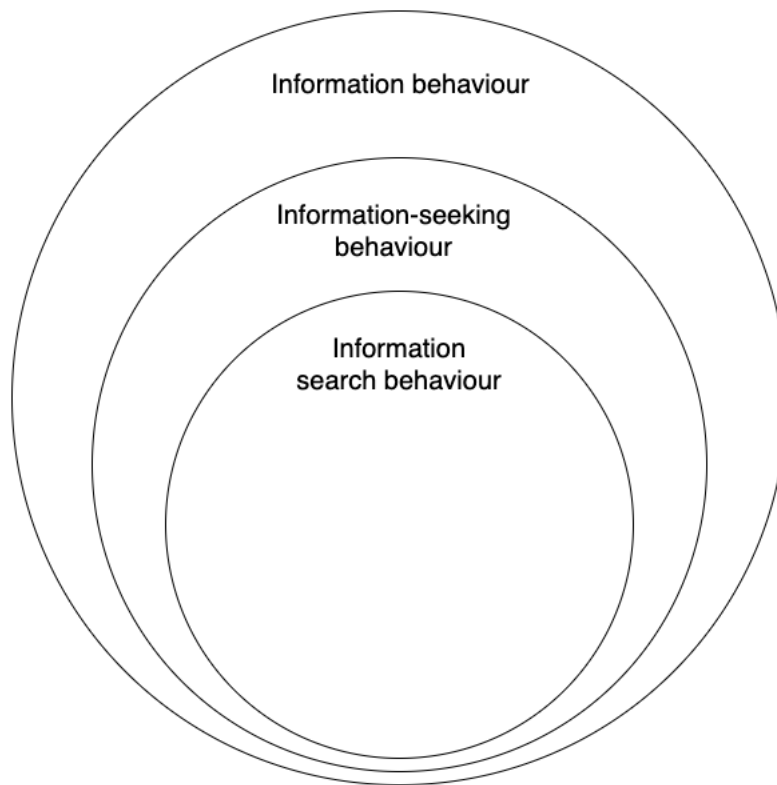 Information behaviour
Information-seeking
behaviour
Information
search behaviour